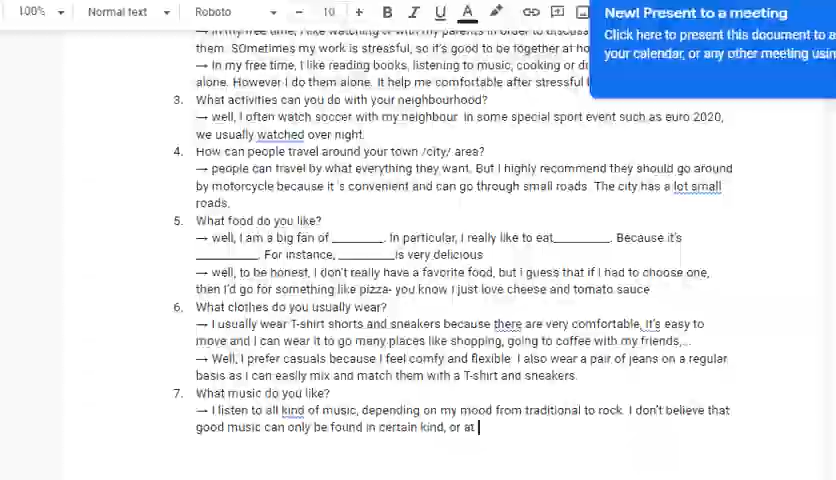 100% Normal text Roboto 10 B I U A
New! Present to a meeting
Click here to present this document to a
your calendar, or any other meeting usin
them. SOmetimes my work is stressful, so it's good to be together at ho
→ In my free time, I like reading books, listening to music, cooking or
alone. However I do them alone. It help me comfortable after stressful
3. What activities can you do with your neighbourhood?
→ well, I often watch soccer with my neighbour in some special sport event such as euro 2020,
we usually watched over night.
4. How can people travel around your town /city/ area?
→ people can travel by what everything they want. But I highly recommend they should go around
by motorcycle because it 's convenient and can go through small roads The city has a lot small
roads.
5. What food do you like?
→ well, I am a big fan of ________. In particular, I really like to eat_________. Because it's
__________. For instance, _________is very delicious
→ well, to be honest, I don't really have a favorite food, but i guess that if I had to choose one,
then I'd go for something like pizza- you know I just love cheese and tomato sauce
6. What clothes do you usually wear?
→ I usually wear T-shirt shorts and sneakers because there are very comfortable, it's easy to
move and I can wear it to go many places like shopping, going to coffee with my friends,...
→ Well, I prefer casuals because I feel comfy and flexible. I also wear a pair of jeans on a regular
basis as I can easily mix and match them with a T-shirt and sneakers.
7. What music do you like?
→ I listen to all kind of music, depending on my mood from traditional to rock. I don't believe that
good music can only be found in certain kind, or at